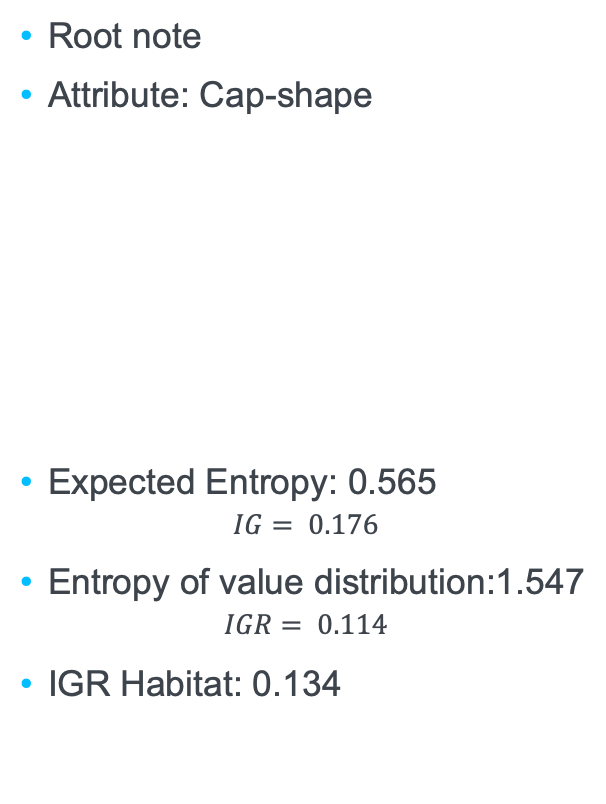 • Root note
• Attribute: Cap-shape
• Expected Entropy: 0.565
IG = 0.176
• Entropy of value distribution:1.547
IGR = 0.114
• IGR Habitat: 0.134